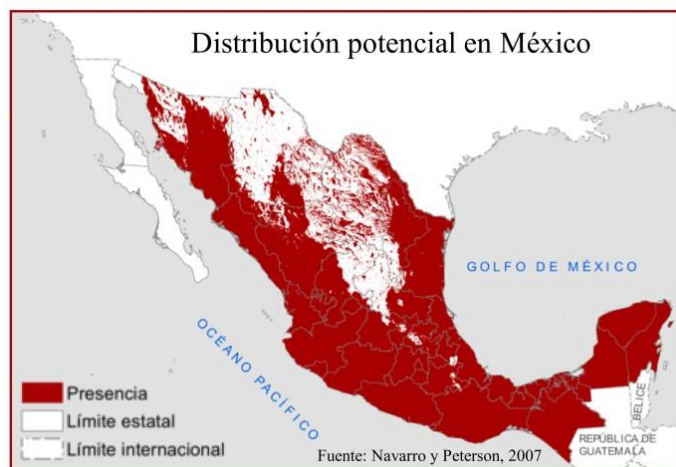 Distribución potencial en México
GOLFO DE MÉXICO
OCÉANO PACÍFICO
Presencia
Límite estatal
Límite internacional
BELICE
REPÚBLICA DE
GUATEMALA
Fuente: Navarro y Peterson, 2007